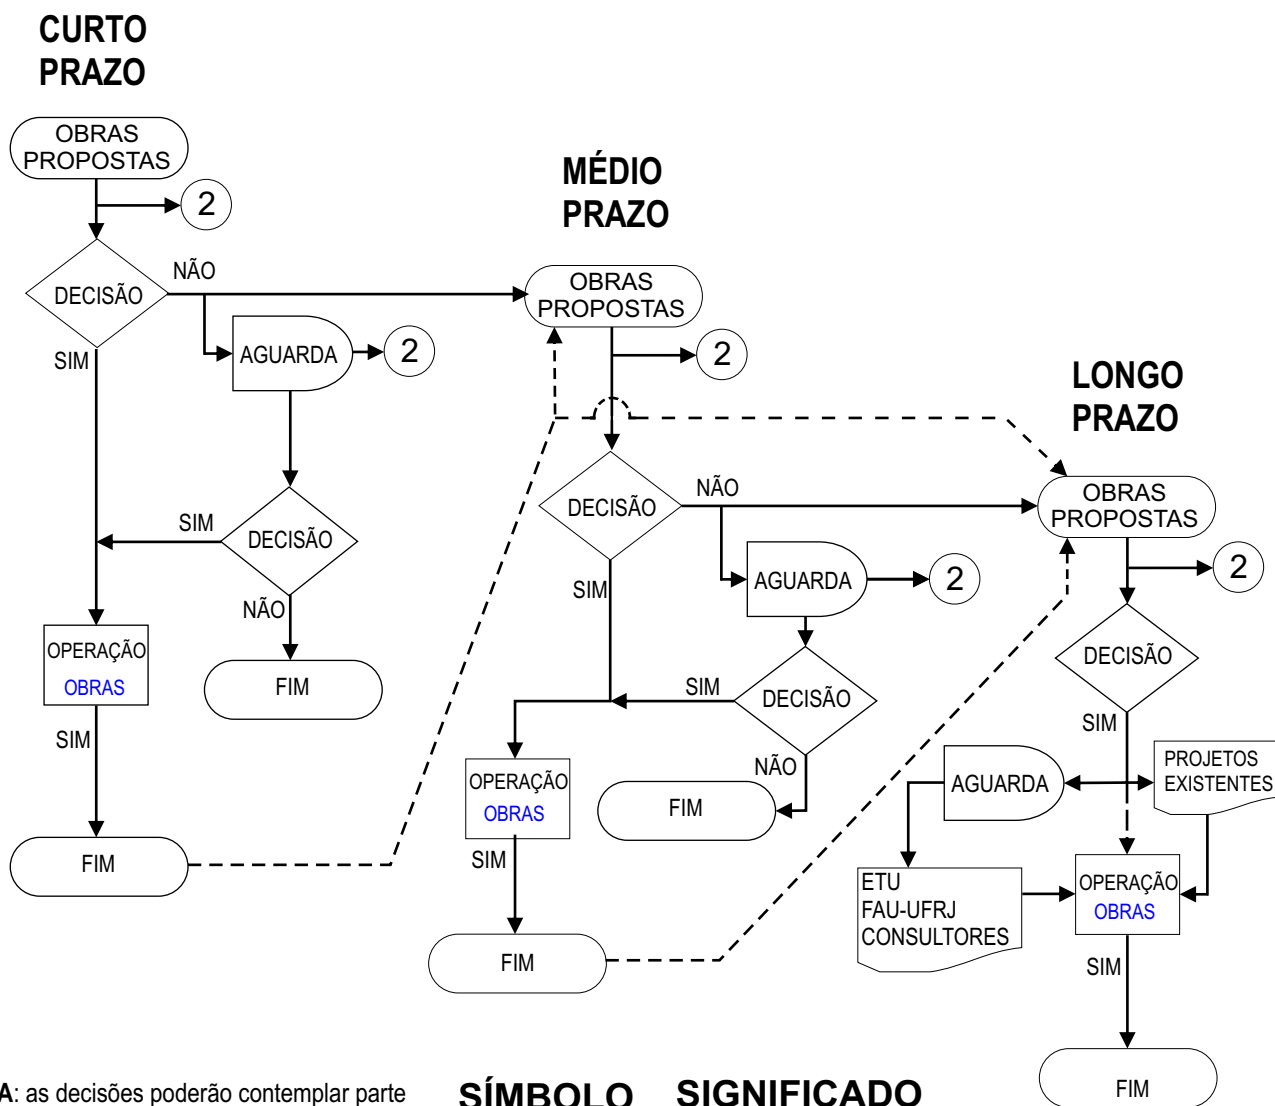 CURTO
PRAZO
OBRAS
PROPOSTAS
2
DECISÃO
NÃO
SIM
AGUARDA
2
SIM
DECISÃO
NÃO
OPERAÇÃO
OBRAS
FIM
SIM
FIM
MÉDIO
PRAZO
OBRAS
PROPOSTAS
2
DECISÃO
NÃO
SIM
AGUARDA
2
SIM
DECISÃO
NÃO
OPERAÇÃO
OBRAS
FIM
SIM
FIM
LONGO
PRAZO
OBRAS
PROPOSTAS
2
DECISÃO
SIM
AGUARDA
PROJETOS
EXISTENTES
ETU
FAU-UFRJ
CONSULTORES
OPERAÇÃO
OBRAS
SIM
FIM
A: as decisões poderão contemplar parte
SÍMBOLO SIGNIFICADO